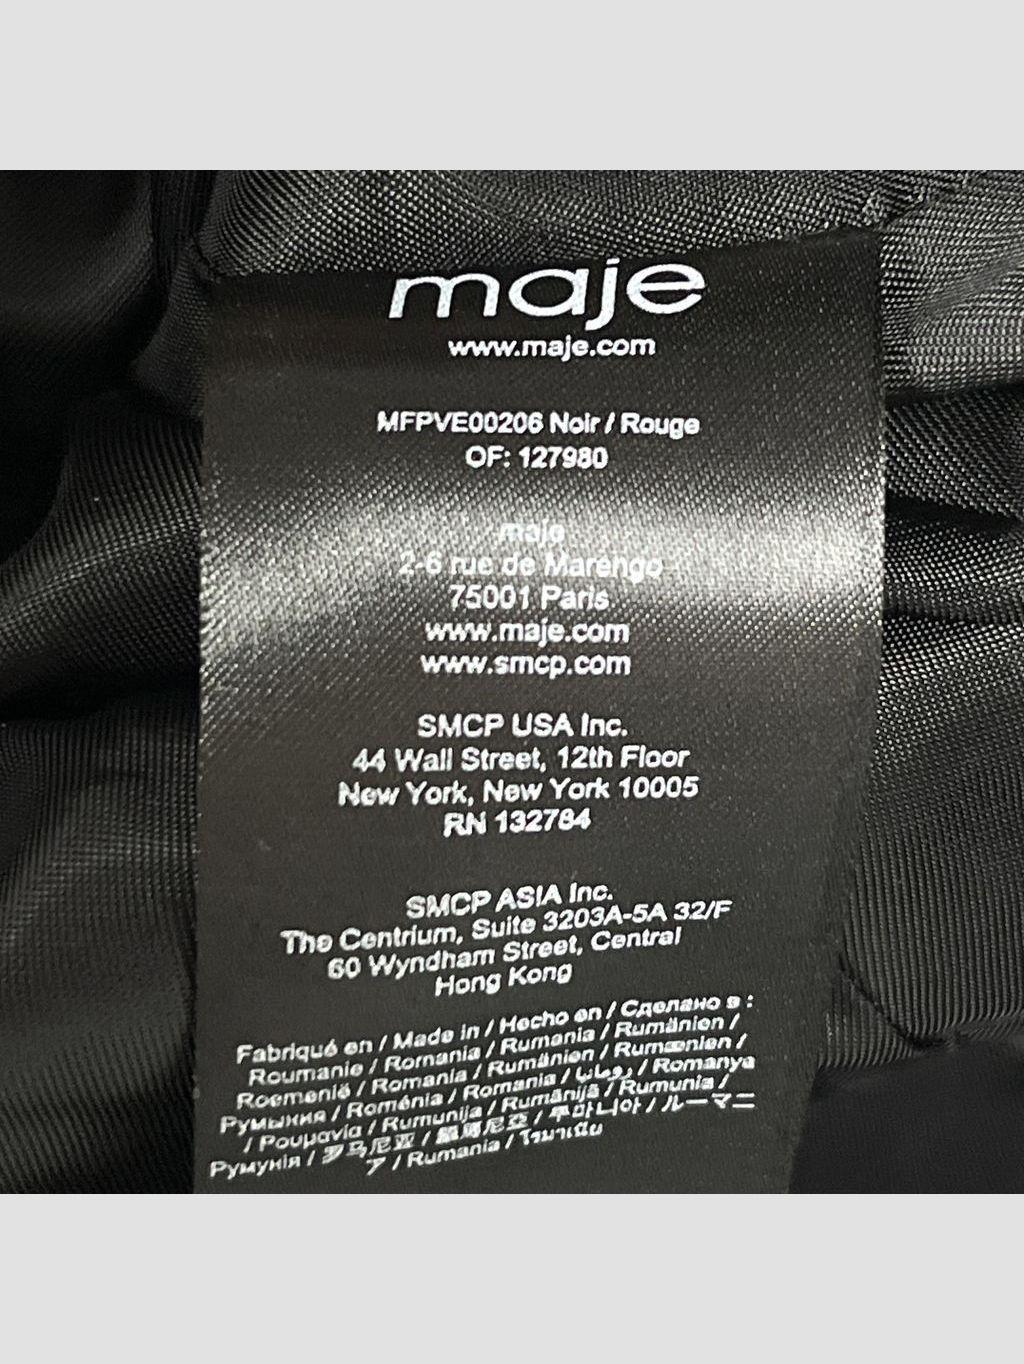 maje
www.maje.com
MFPVE00206 Noir / Rouge
OF: 127980
maje
2-6 rue de Marengo
75001 Paris
www.maje.com
www.smcp.com
SMCP USA Inc.
44 Wall Street, 12th Floor
New York, New York 10005
RN 132784
SMCP ASIA Inc.
The Centrium, Suite 3203A-5A 32/F
60 Wyndham Street, Central
Hong Kong
Fabriqué en / Made in / Hecho en / Сделано в :
Roumanie / Romania / Rumania / Rumänien /
Roemenië / Romania / Rumänien / Rumænien /
Румыния / Roménia / Romania / رومانيا / Romanya
/ Ρουμανία / Rumunija / Rumānijā / Rumunia /
Румунія / 罗马尼亚 / 羅馬尼亞 / 루마니아 / ルーマニ
ア / Rumania / โรมาเนีย